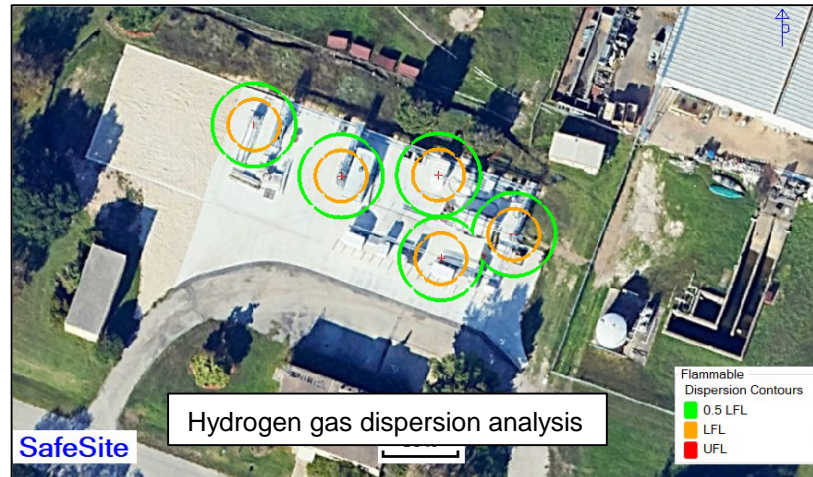 Flammable
Dispersion Contours
0.5 LFL
LFL
UFL
Hydrogen gas dispersion analysis
SafeSite